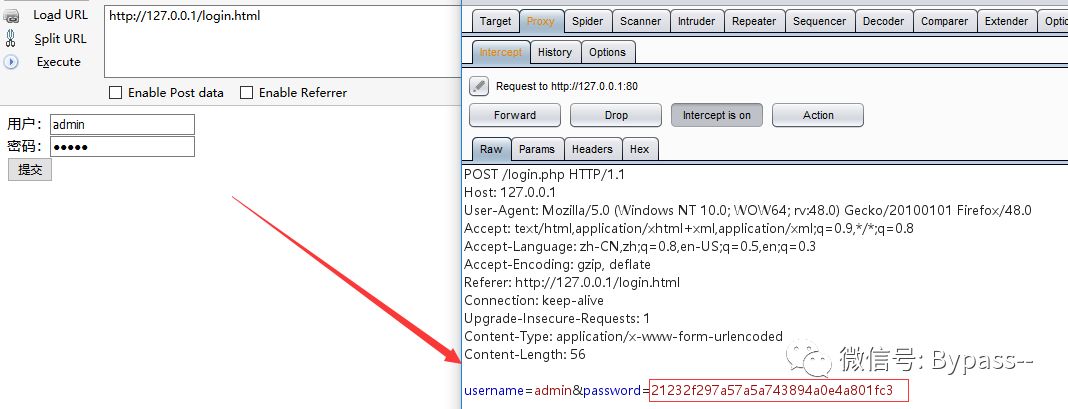 Load URL
http://127.0.0.1/login.html
Split URL
Execute
Enable Post data
Enable Referrer
用户: admin
密码: •••••
提交
Target Proxy Spider Scanner Intruder Repeater Sequencer Decoder Comparer Extender
Intercept History Options
Request to http://127.0.0.1:80
Forward Drop Intercept is on Action
Raw Params Headers Hex
POST /login.php HTTP/1.1
Host: 127.0.0.1
User-Agent: Mozilla/5.0 (Windows NT 10.0; WOW64; rv:48.0) Gecko/20100101 Firefox/48.0
Accept: text/html,application/xhtml+xml,application/xml;q=0.9,*/*;q=0.8
Accept-Language: zh-CN,zh;q=0.8,en-US;q=0.5,en;q=0.3
Accept-Encoding: gzip, deflate
Referer: http://127.0.0.1/login.html
Connection: keep-alive
Upgrade-Insecure-Requests: 1
Content-Type: application/x-www-form-urlencoded
Content-Length: 56
微信号: Bypass--
username=admin&password=21232f297a57a5a743894a0e4a801fc3